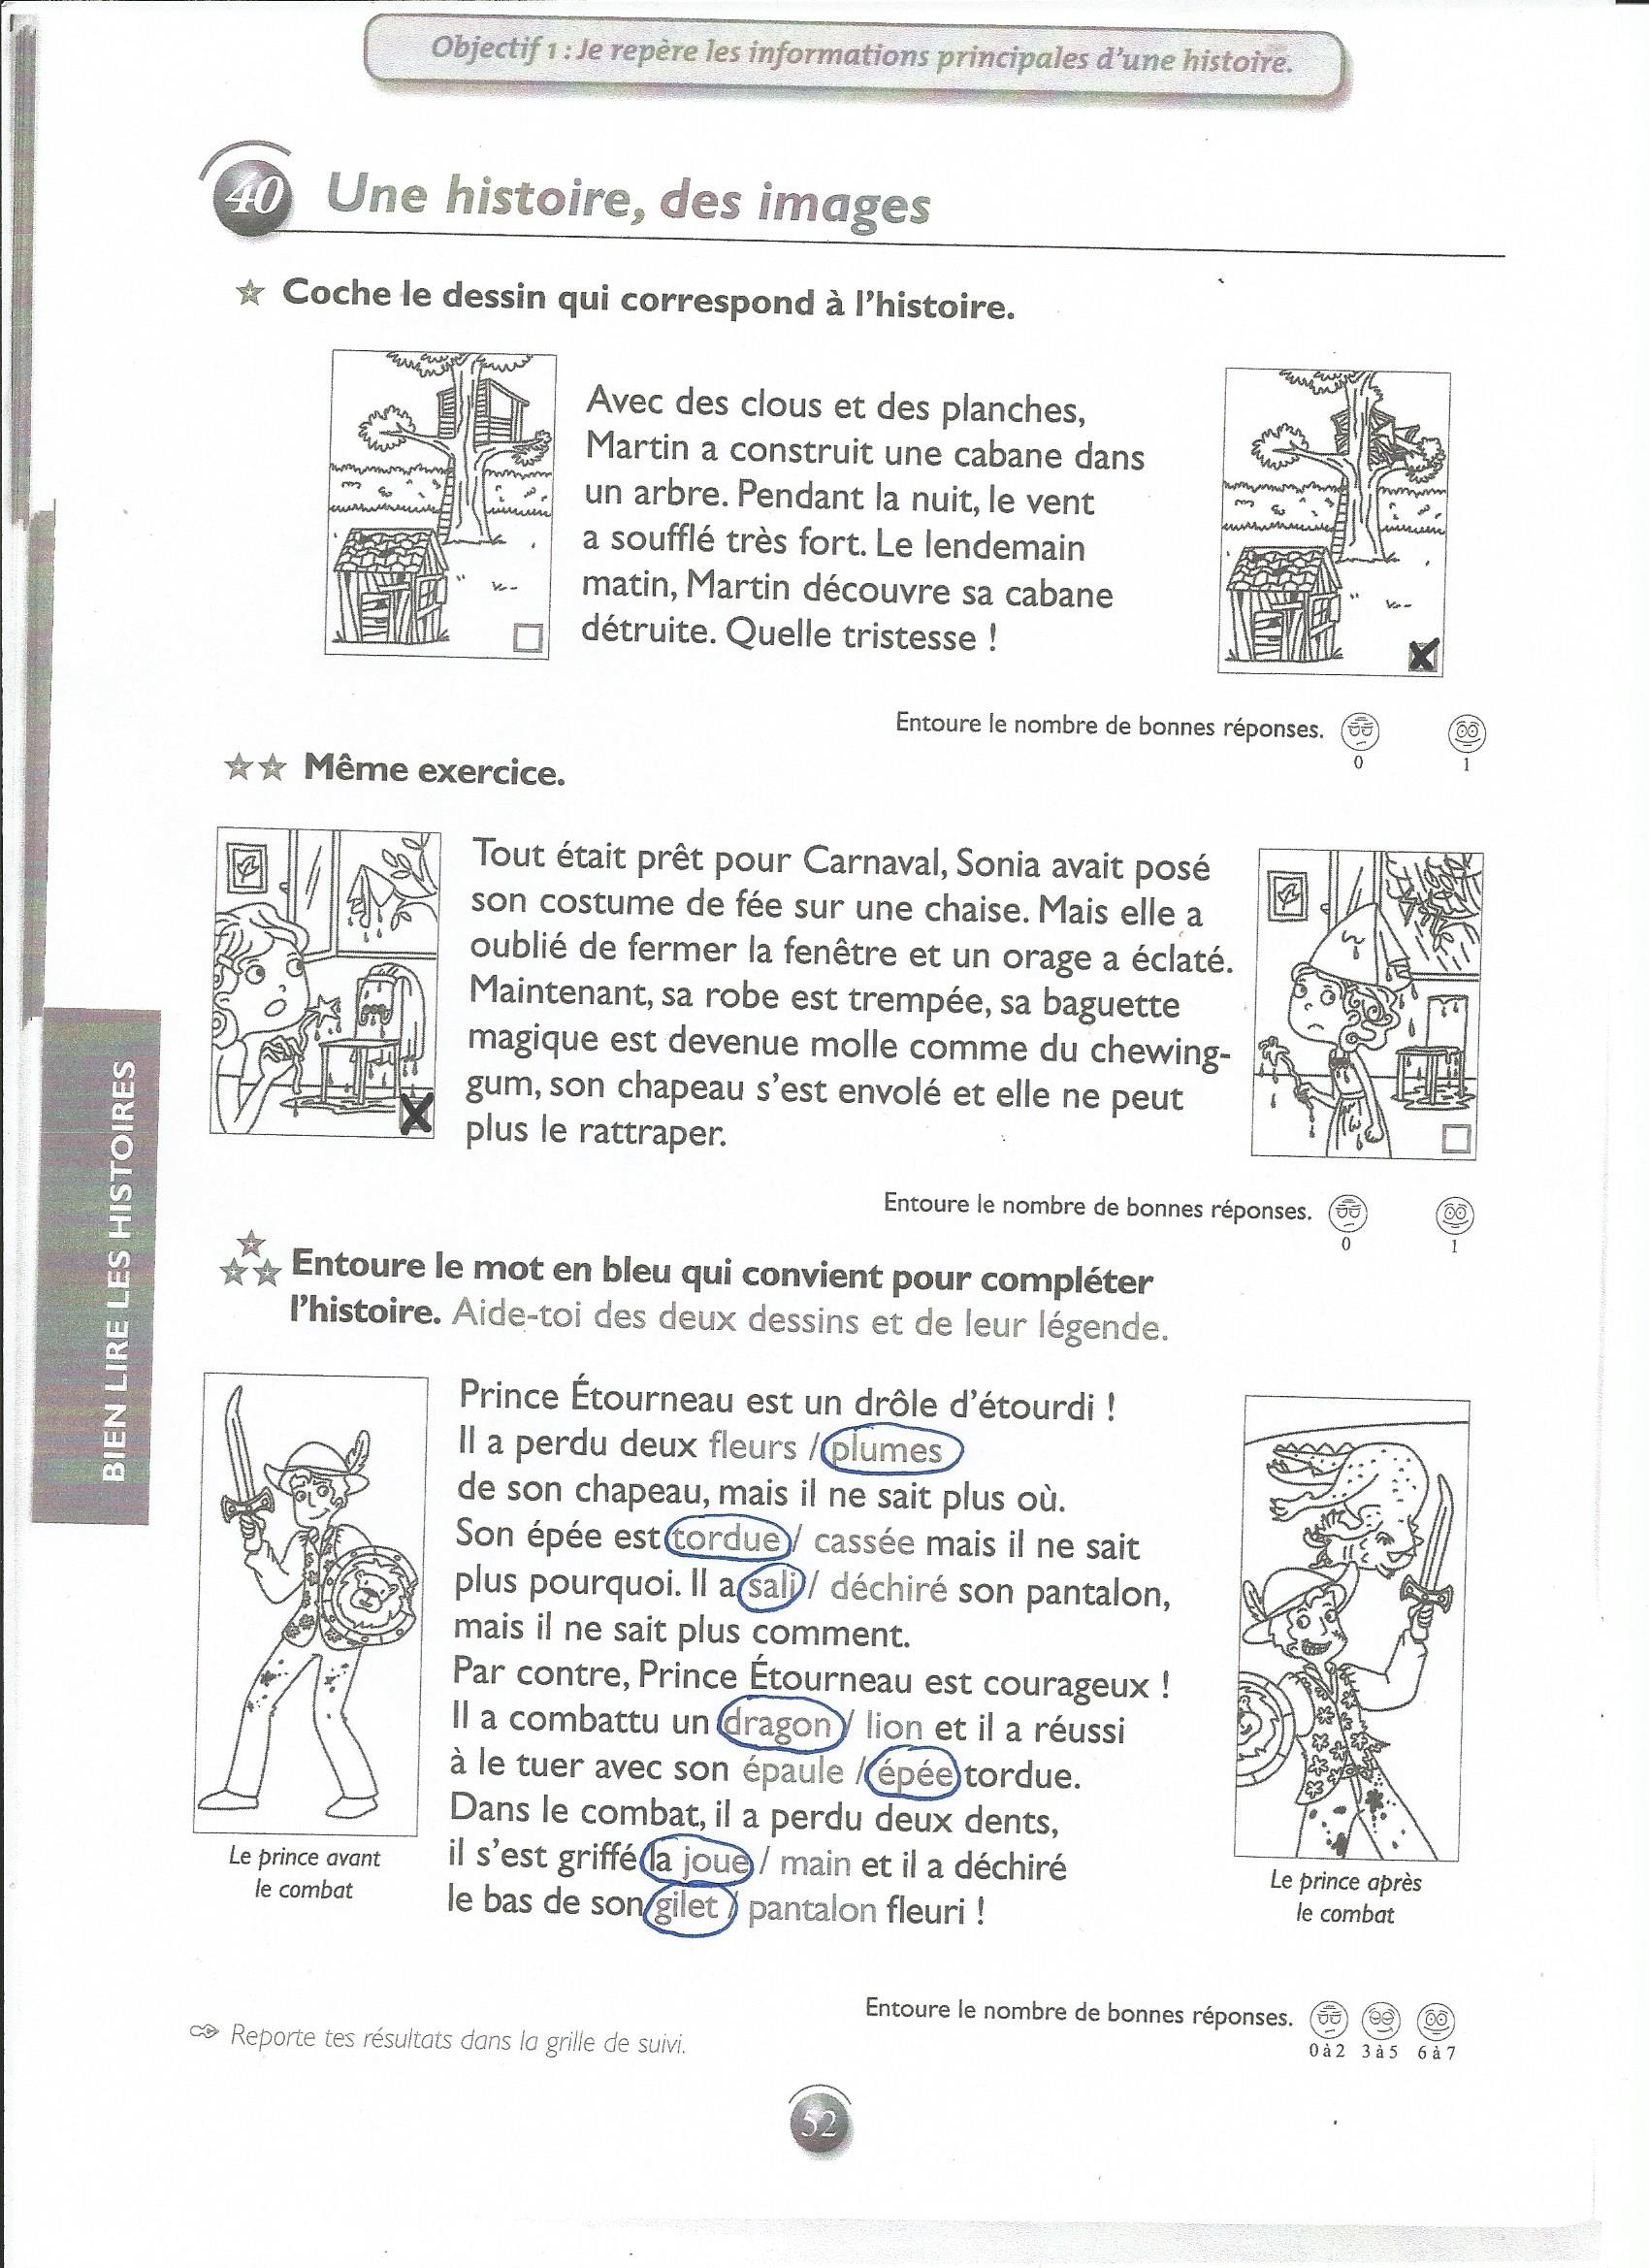 Objectif 1 : Je repère les informations principales d'une histoire.
40 Une histoire, des images
Coche le dessin qui correspond à l'histoire.
Avec des clous et des planches,
Martin a construit une cabane dans
un arbre. Pendant la nuit, le vent
a soufflé très fort. Le lendemain
matin, Martin découvre sa cabane
détruite. Quelle tristesse !
Entoure le nombre de bonnes réponses.
0 1
Même exercice.
Tout était prêt pour Carnaval, Sonia avait posé
son costume de fée sur une chaise. Mais elle a
oublié de fermer la fenêtre et un orage a éclaté.
Maintenant, sa robe est trempée, sa baguette
magique est devenue molle comme du chewing-
gum, son chapeau s'est envolé et elle ne peut
plus le rattraper.
Entoure le nombre de bonnes réponses.
0 1
Entoure le mot en bleu qui convient pour compléter
l'histoire. Aide-toi des deux dessins et de leur légende.
Prince Étourneau est un drôle d'étourdi !
Il a perdu deux fleurs / plumes
de son chapeau, mais il ne sait plus où.
Son épée est tordue / cassée mais il ne sait
plus pourquoi. Il a sali / déchiré son pantalon,
mais il ne sait plus comment.
Par contre, Prince Étourneau est courageux !
Il a combattu un dragon / lion et il a réussi
à le tuer avec son épaule / épée tordue.
Dans le combat, il a perdu deux dents,
il s'est griffé la joue / main et il a déchiré
le bas de son gilet / pantalon fleuri !
Le prince avant
le combat
Le prince après
le combat
Entoure le nombre de bonnes réponses.
0 à 2 3 à 5 6 à 7
Reporte tes résultats dans la grille de suivi.
52
BIEN LIRE LES HISTOIRES